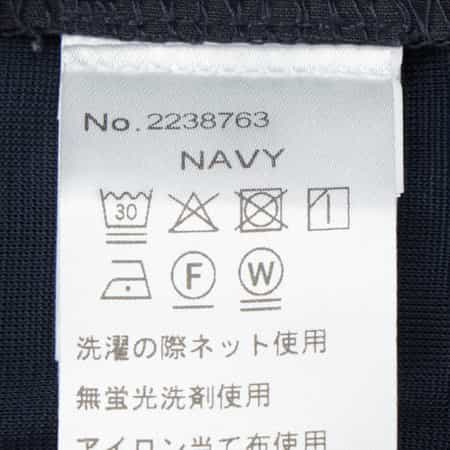 No.2238763
NAVY
30
F W
洗濯の際ネット使用
無蛍光洗剤使用
アイロン当て布使用